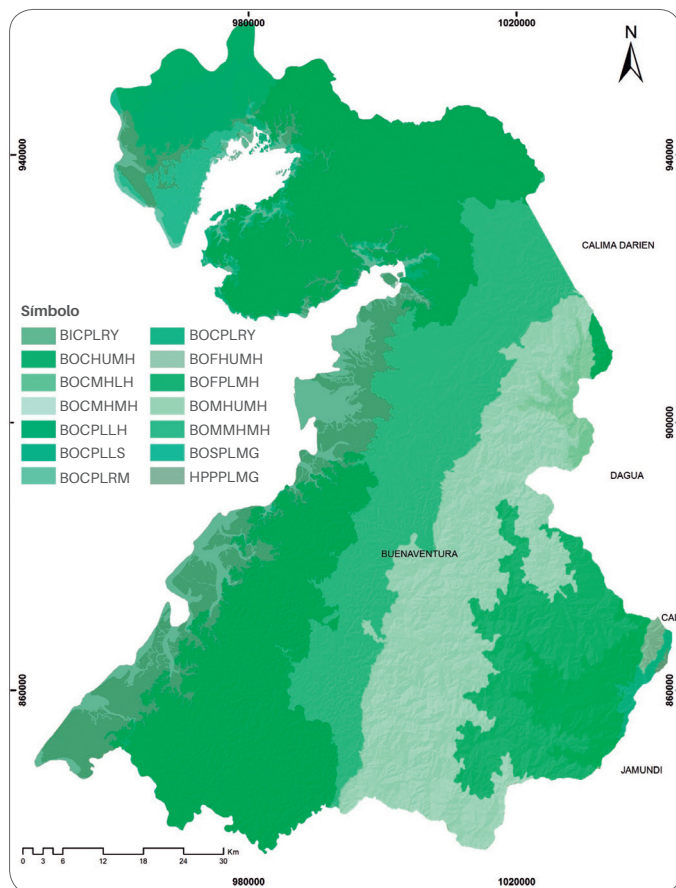 980000 1020000
N
940000 940000
CALIMA DARIEN
Símbolo
BICPLRY BOCPLRY
BOCHUMH BOFHUMH
BOCMHLH BOFPLMH
BOCMHMH BOMHUMH
BOCPLLH BOMMHMH
BOCPLLS BOSPLMG
BOCPLRM HPPPLMG
900000
DAGUA
BUENAVENTURA
CAL
860000 860000
JAMUNDI
Km
0 3 6 12 18 24 30
980000 1020000